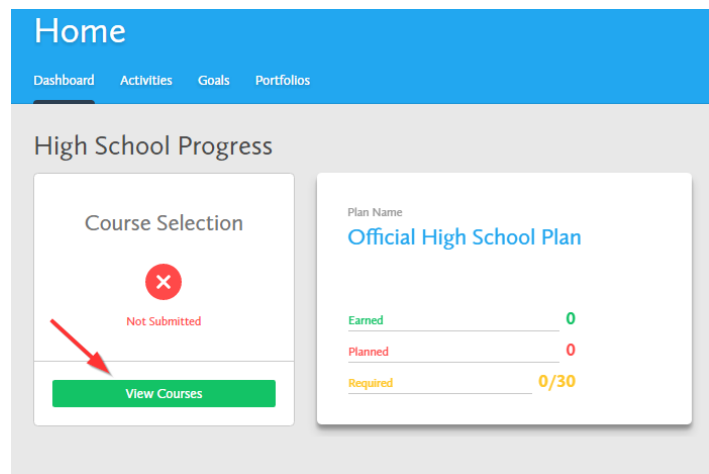 Home
Dashboard Activities Goals Portfolios
High School Progress
Course Selection
Not Submitted
View Courses
Plan Name
Official High School Plan
Earned 0
Planned 0
Required 0/30